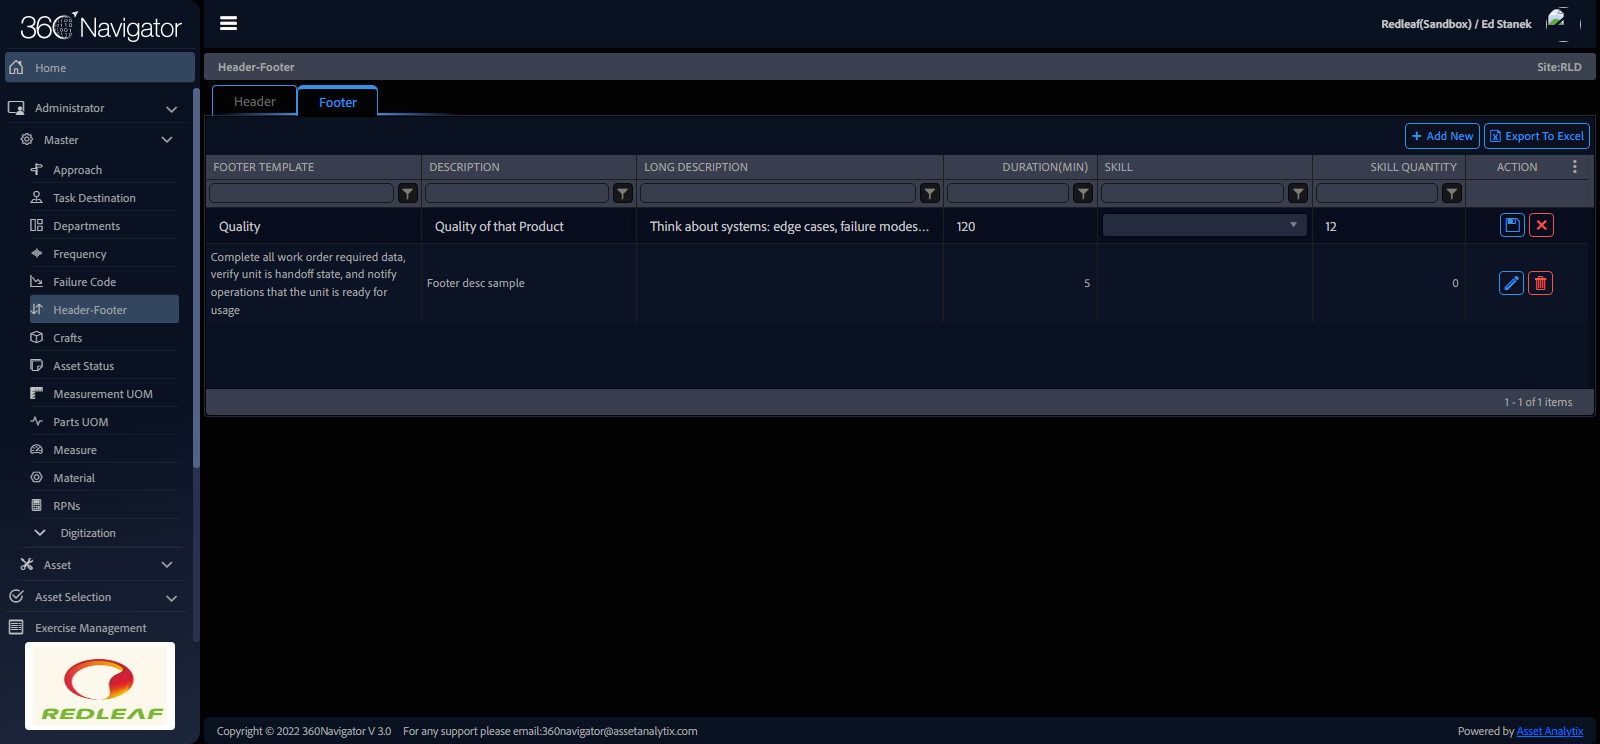 360 Navigator
Redleaf(Sandbox) / Ed Stanek
Home
Header-Footer
Site:RLD
Administrator
Header
Footer
Master
Add New
Export To Excel
Approach
FOOTER TEMPLATE
DESCRIPTION
LONG DESCRIPTION
DURATION(MIN)
SKILL
SKILL QUANTITY
ACTION
Task Destination
Departments
Quality
Quality of that Product
Think about systems: edge cases, failure modes...
120
12
Frequency
Complete all work order required data,
verify unit is handoff state, and notify
operations that the unit is ready for
usage
Footer desc sample
5
0
Failure Code
Header-Footer
Crafts
Asset Status
Measurement UOM
1 - 1 of 1 items
Parts UOM
Measure
Material
RPNs
Digitization
Asset
Asset Selection
Exercise Management
REDLEAF
Copyright © 2022 360Navigator V 3.0
For any support please email:360navigator@assetanalytix.com
Powered by Asset Analytix